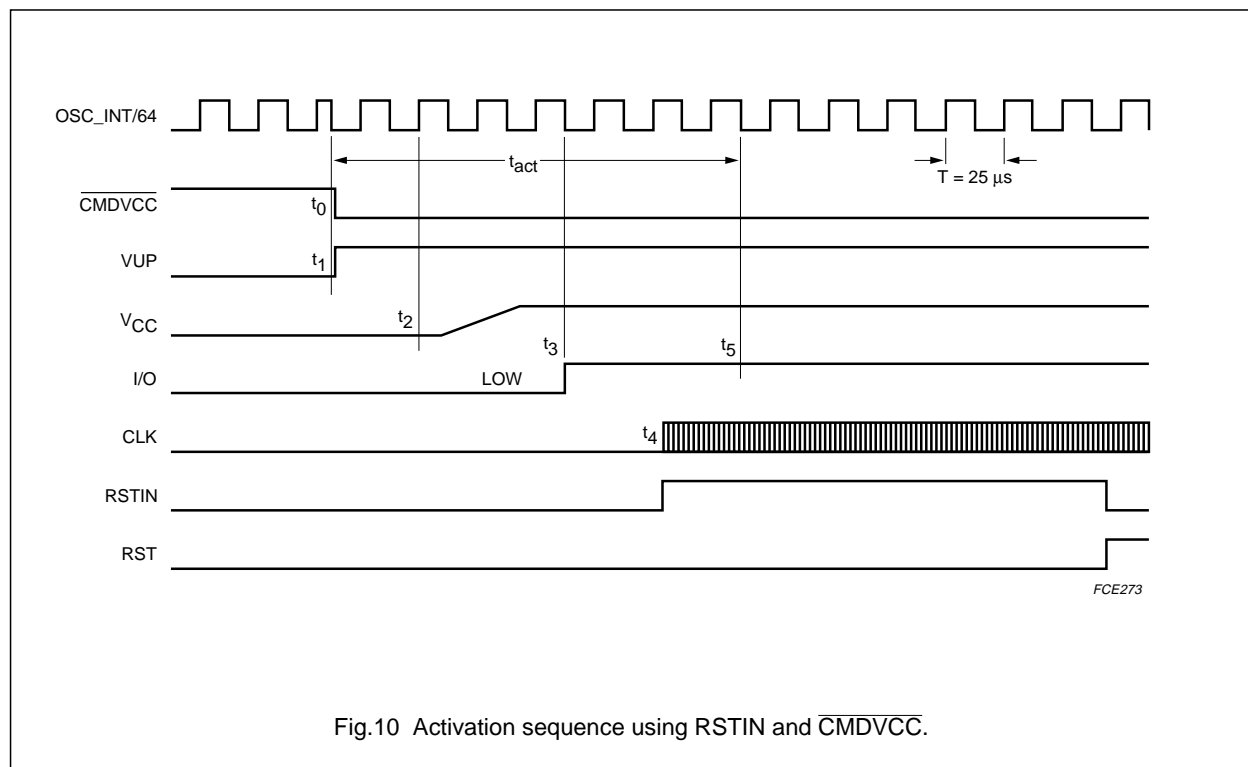 OSC_INT/64
tact
T = 25 μs
CMDVCC
t0
VUP
t1
VCC
t2
t3
t5
I/O
LOW
CLK
t4
RSTIN
RST
FCE273
Fig.10 Activation sequence using RSTIN and CMDVCC.